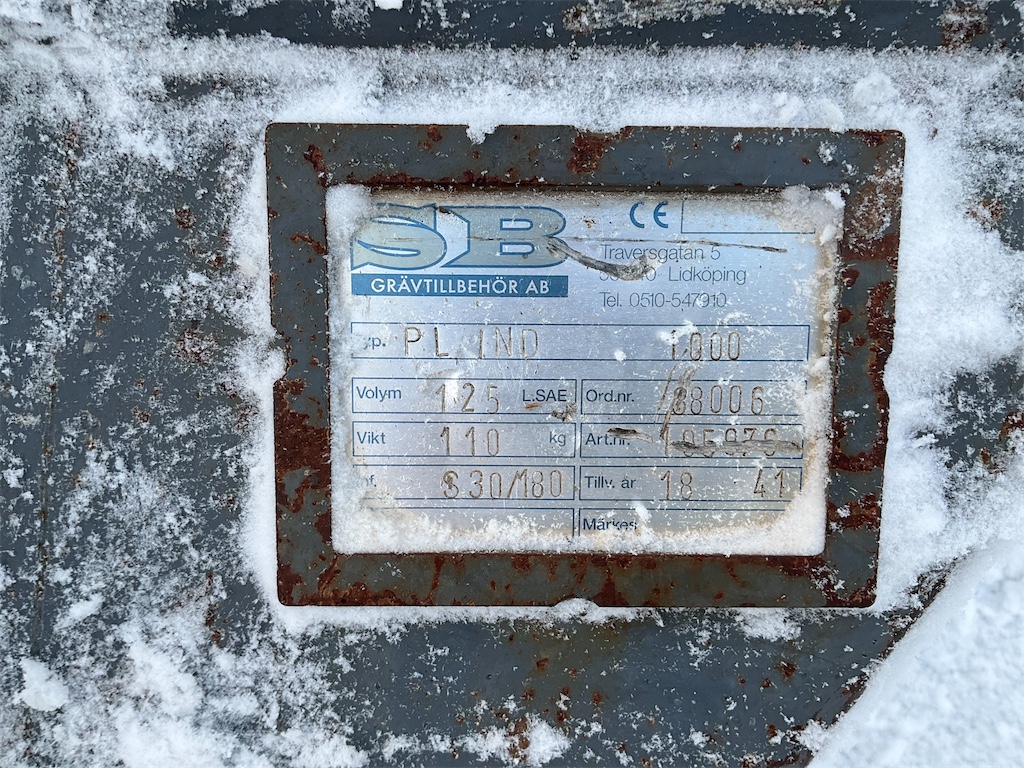 SB
CE
GRÄVTILLBEHÖR AB
Traversgatan 5
Lidköping
Tel. 0510-547910
PL IND 1000
Volym 125 L.SAE
Ord.nr. 88006
Vikt 110 kg
Art.nr.
S30/180
Tillv. år 18 41
Märkes